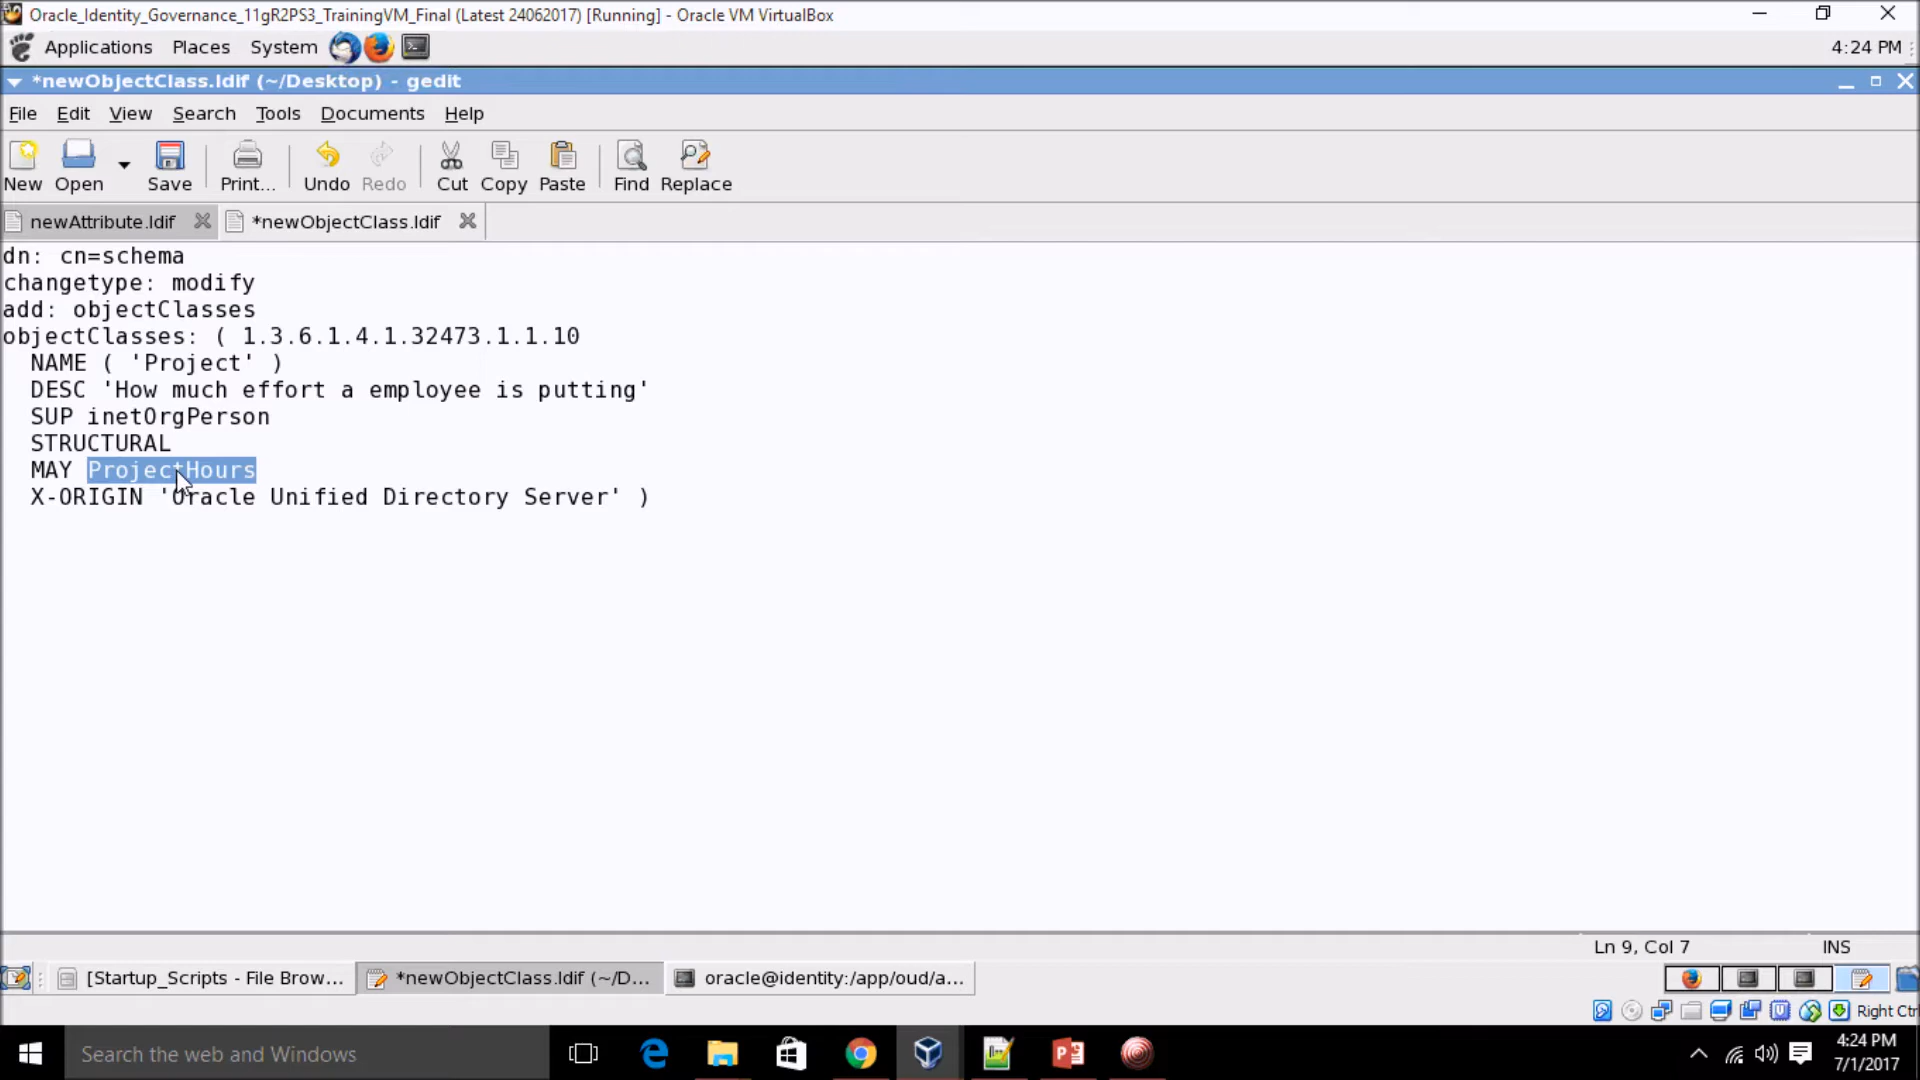 Oracle_Identity_Governance_11gR2PS3_TrainingVM_Final (Latest 24062017) [Running] - Oracle VM VirtualBox
Applications Places System 4:24 PM
*newObjectClass.ldif (~/Desktop) - gedit
File Edit View Search Tools Documents Help
New Open Save Print... Undo Redo Cut Copy Paste Find Replace
newAttribute.ldif *newObjectClass.ldif
dn: cn=schema
changetype: modify
add: objectClasses
objectClasses: ( 1.3.6.1.4.1.32473.1.1.10
NAME ( 'Project' )
DESC 'How much effort a employee is putting'
SUP inetOrgPerson
STRUCTURAL
MAY ProjectHours
X-ORIGIN 'Oracle Unified Directory Server' )
Ln 9, Col 7 INS
[Startup_Scripts - File Brow... *newObjectClass.ldif (~/D... oracle@identity:/app/oud/a...
Right Ctrl
Search the web and Windows
4:24 PM
7/1/2017